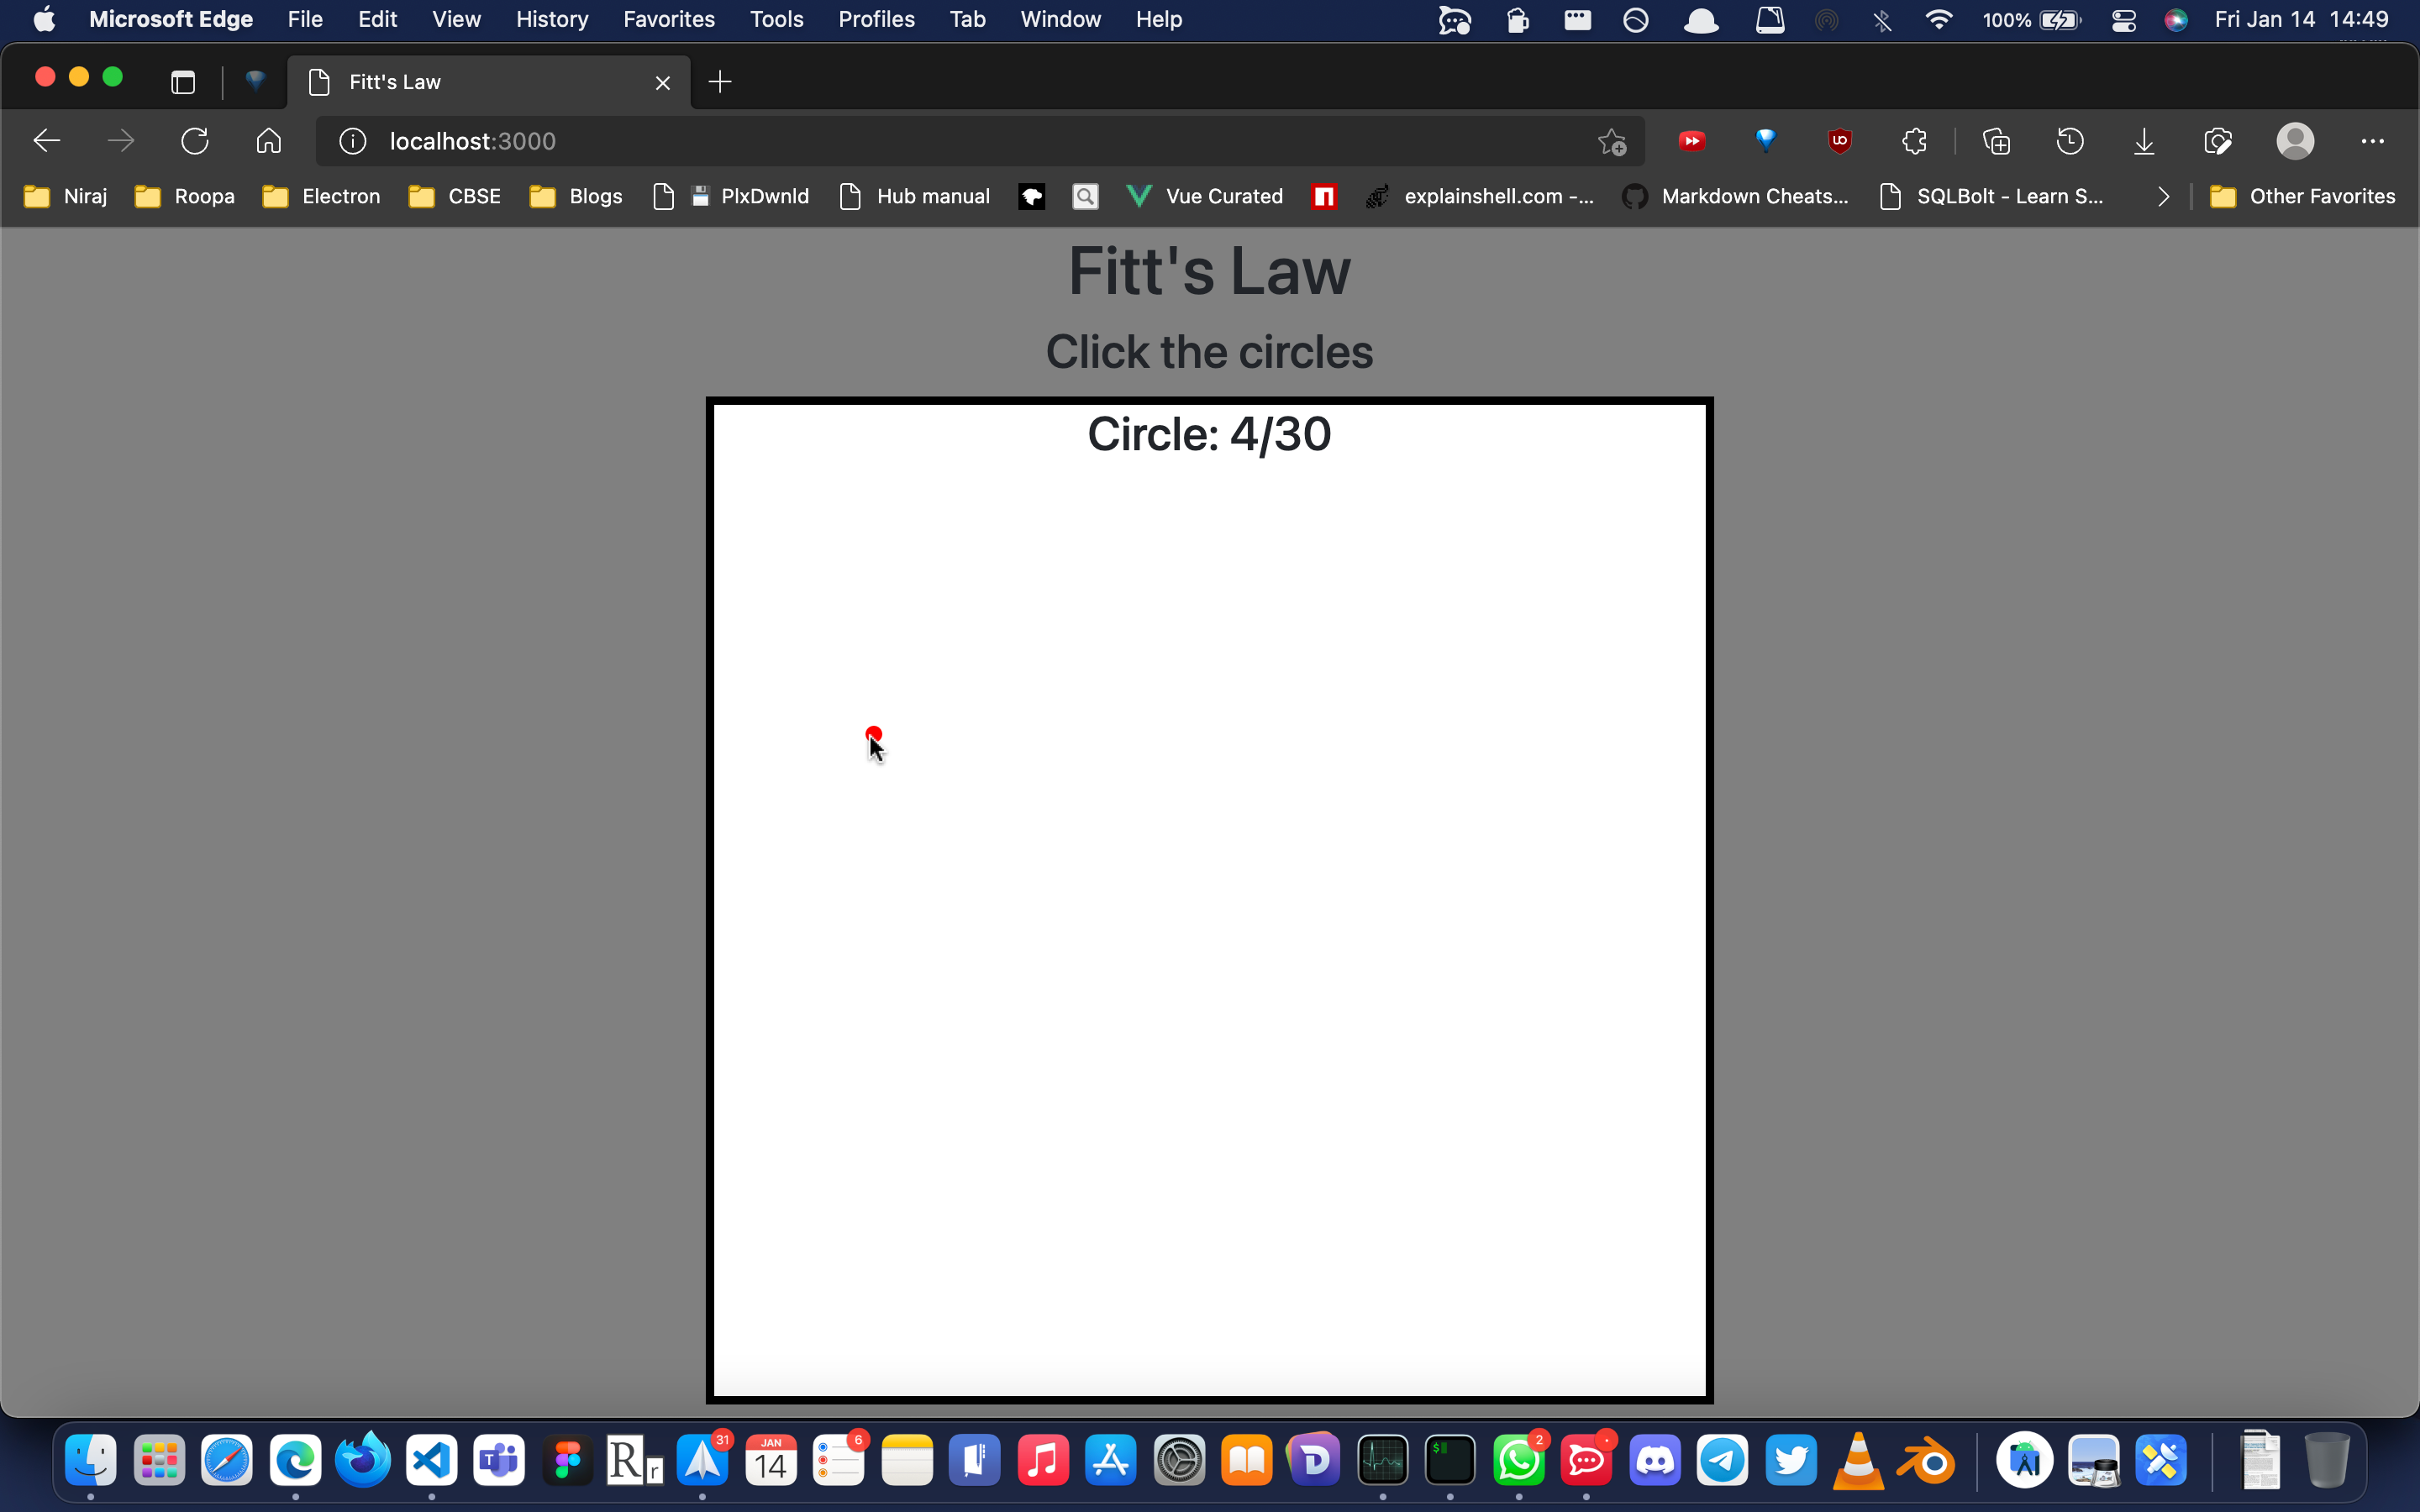 Microsoft Edge File Edit View History Favorites Tools Profiles Tab Window Help 100% Fri Jan 14 14:49
Fitt's Law
localhost:3000
Niraj Roopa Electron CBSE Blogs PlxDwnld Hub manual Vue Curated explainshell.com -... Markdown Cheats... SQLBolt - Learn S... Other Favorites
Fitt's Law
Click the circles
Circle: 4/30
31 JAN 14 6 2